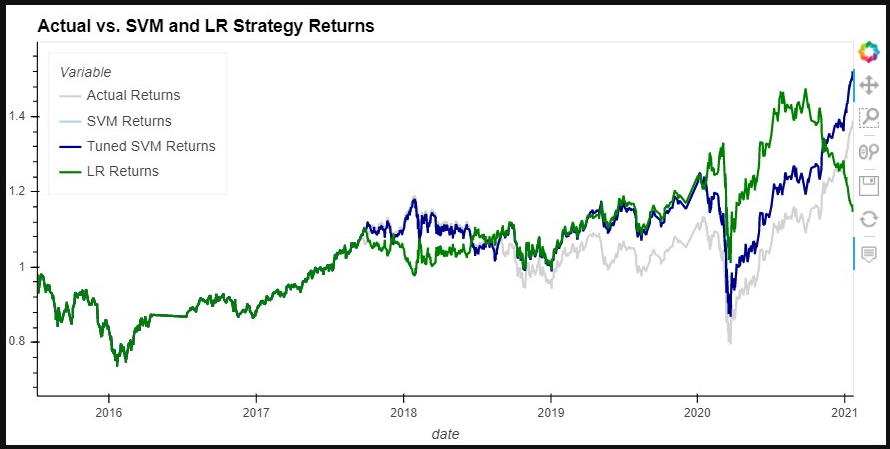 Actual vs. SVM and LR Strategy Returns
Variable
Actual Returns
SVM Returns
Tuned SVM Returns
LR Returns
1.4
1.2
1
0.8
2016 2017 2018 2019 2020 2021
date